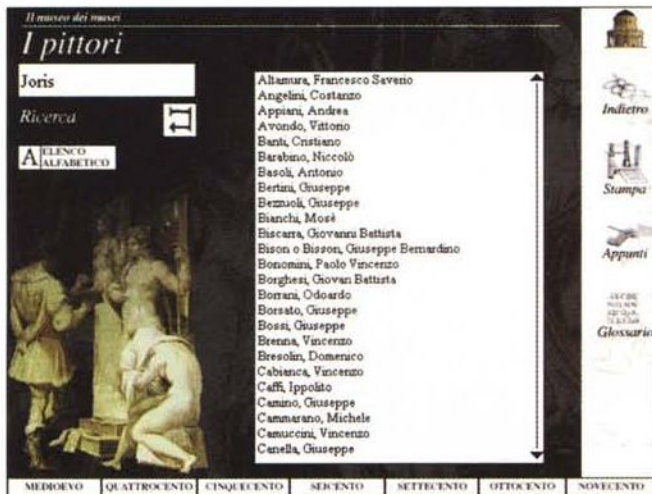 Il museo dei musei
I pittori
Joris
Ricerca
A ELENCO
ALFABETICO
Altamura, Francesco Saverio
Angelini, Costanzo
Appiani, Andrea
Avondo, Vittorio
Banti, Cristiano
Barabino, Niccolò
Basoli, Antonio
Bertini, Giuseppe
Bezzuoli, Giuseppe
Bianchi, Mosè
Biscarra, Giovanni Battista
Bison o Bisson, Giuseppe Bernardino
Bonomini, Paolo Vincenzo
Borghesi, Giovan Battista
Borrani, Odoardo
Borsato, Giuseppe
Bossi, Giuseppe
Brenna, Vincenzo
Bresolin, Domenico
Cabianca, Vincenzo
Caffi, Ippolito
Camino, Giuseppe
Cammarano, Michele
Camuccini, Vincenzo
Canella, Giuseppe
Indietro
Stampa
Appunti
Glossario
MEDIOEVO QUATTROCENTO CINQUECENTO SEICENTO SETTECENTO OTTOCENTO NOVECENTO